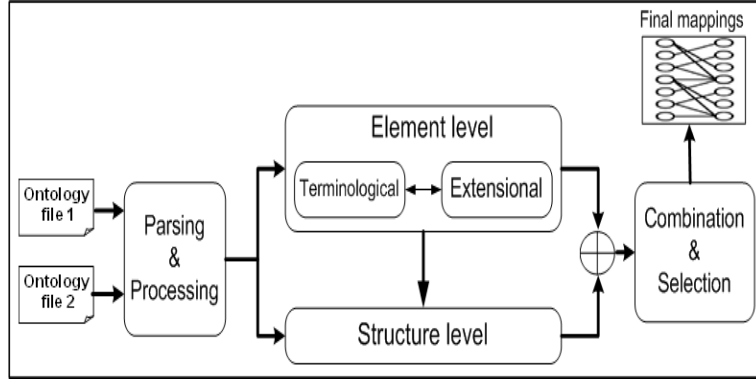 Final mappings
Element level
Terminological
Extensional
Ontology
file 1
Parsing
&
Processing
Ontology
file 2
Combination
&
Selection
Structure level